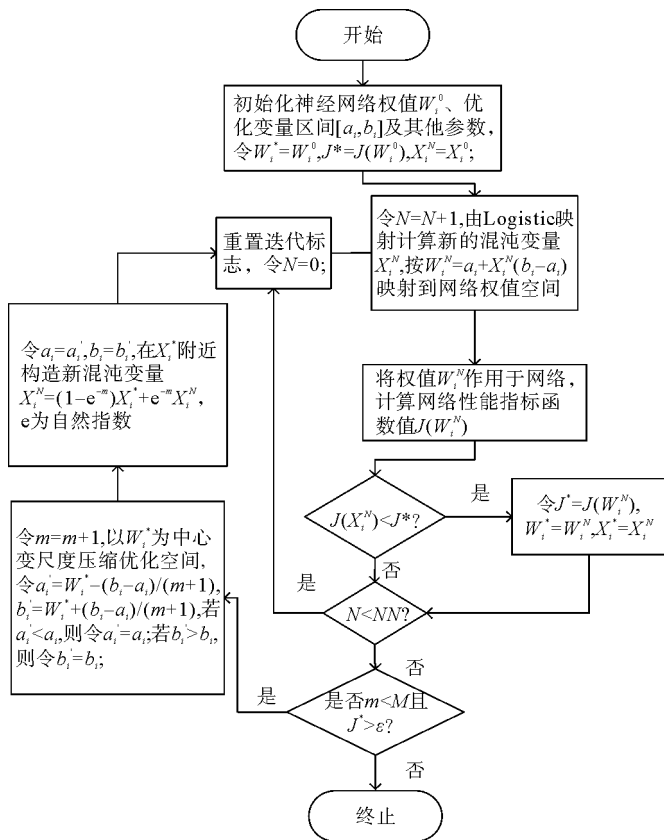 开始
初始化神经网络权值W_i^0、优
化变量区间[a_i,b_i]及其他参数,
令W_i^*=W_i^0,J*=J(W_i^0),X_i^N=X_i^0;
重置迭代标
志，令N=0;
令N=N+1,由Logistic映
射计算新的混沌变量
X_i^N,按W_i^N=a_i+X_i^N(b_i-a_i)
映射到网络权值空间
令a_i=a_i',b_i=b_i',在X_i^*附近
构造新混沌变量
X_i^N=(1-e^{-m})X_i^*+e^{-m}X_i^N,
e为自然指数
将权值W_i^N作用于网络，
计算网络性能指标函
数值J(W_i^N)
J(X_i^N)<J*?
是
令J^*=J(W_i^N),
W_i^*=W_i^N,X_i^*=X_i^N
否
令m=m+1,以W_i^*为中心
变尺度压缩优化空间,
令a_i'=W_i^*-(b_i-a_i)/(m+1),
b_i'=W_i^*+(b_i-a_i)/(m+1),若
a_i'<a_i,则令a_i'=a_i;若b_i'>b_i,
则令b_i'=b_i;
是
N<NN?
否
是
是否m<M且
J^*>ε?
否
终止